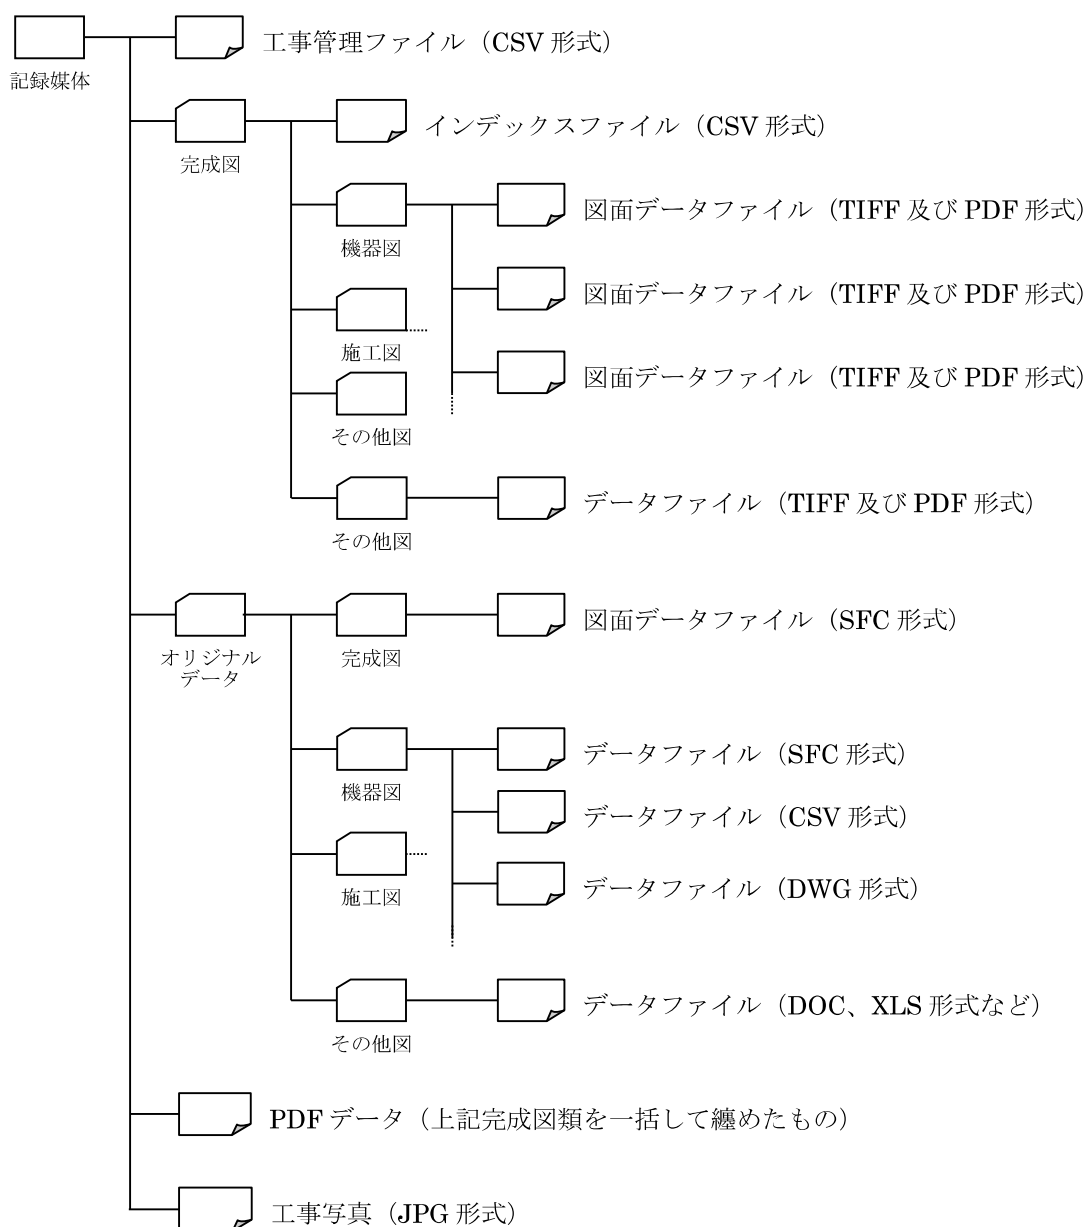 工事管理ファイル（CSV 形式）
記録媒体
インデックスファイル（CSV 形式）
完成図
図面データファイル（TIFF 及び PDF 形式）
機器図
図面データファイル（TIFF 及び PDF 形式）
施工図
図面データファイル（TIFF 及び PDF 形式）
その他図
データファイル（TIFF 及び PDF 形式）
その他図
図面データファイル（SFC 形式）
オリジナル
データ
完成図
データファイル（SFC 形式）
機器図
データファイル（CSV 形式）
データファイル（DWG 形式）
施工図
データファイル（DOC、XLS 形式など）
その他図
PDF データ（上記完成図類を一括して纏めたもの）
工事写真（JPG 形式）